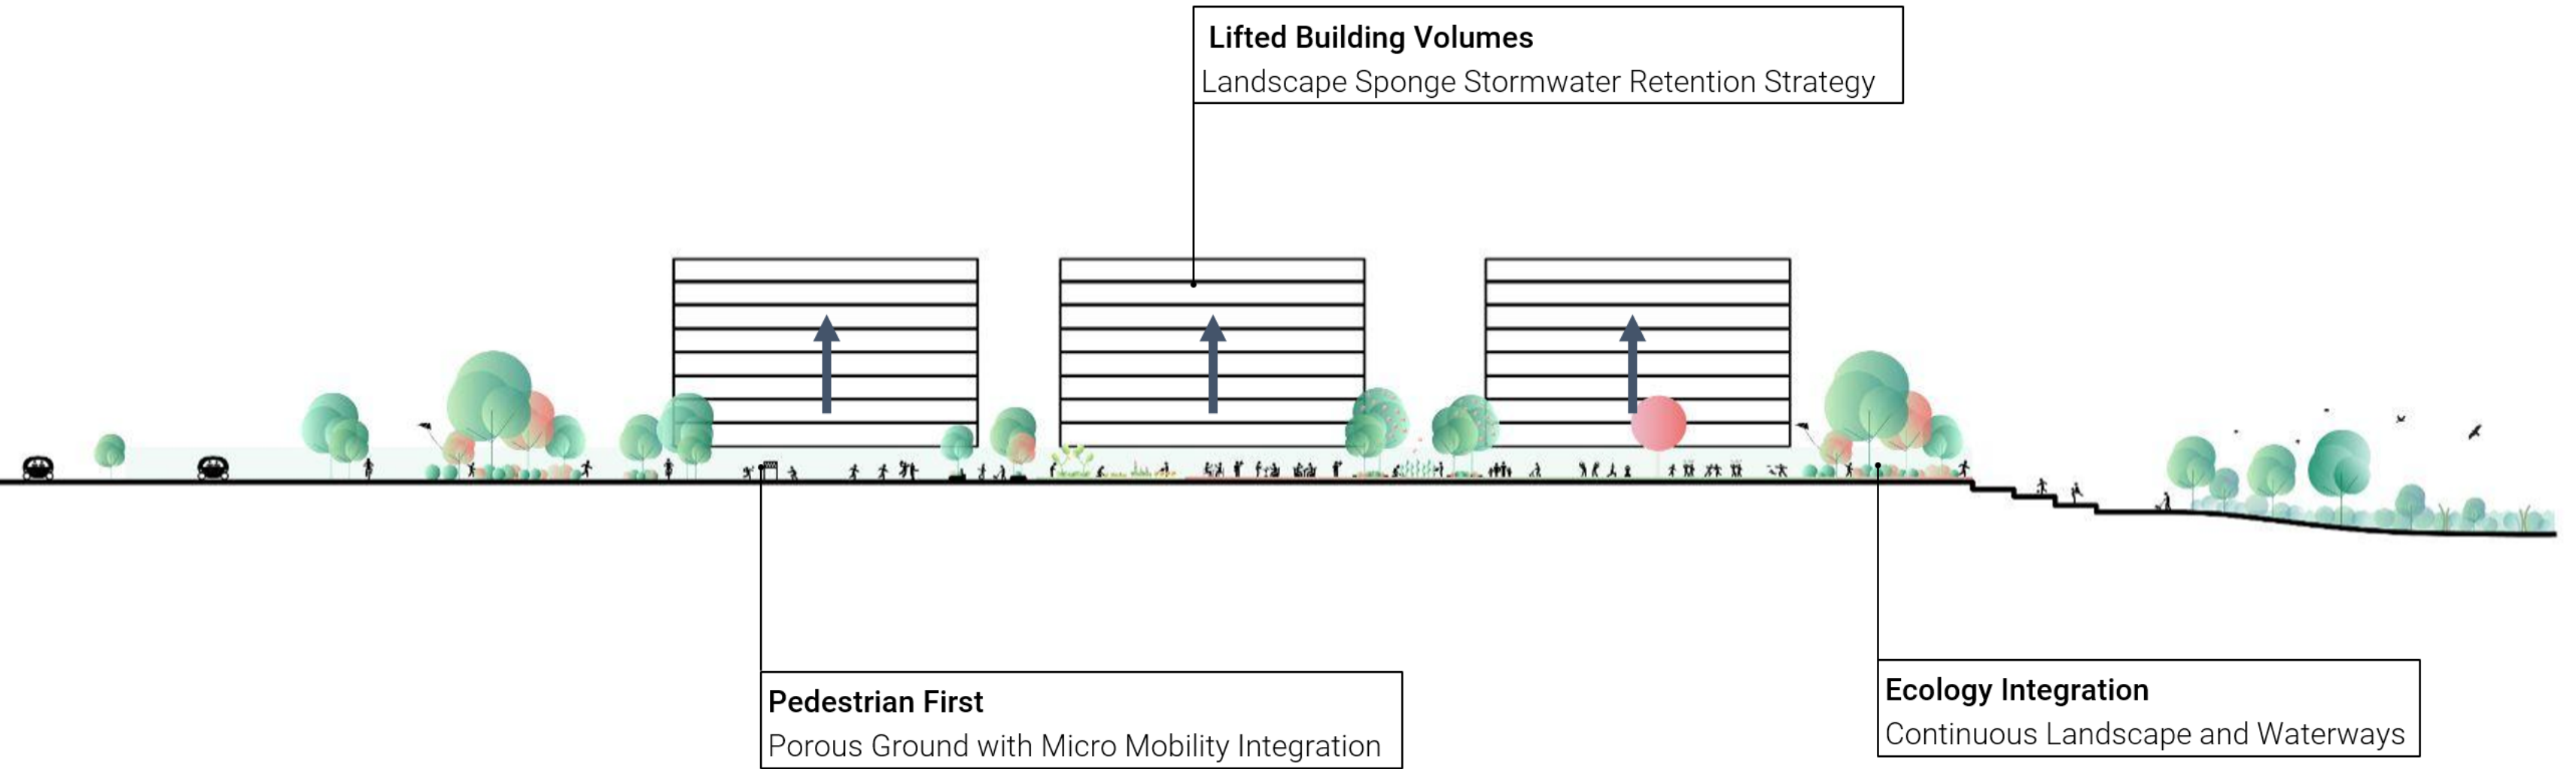 Lifted Building Volumes
Landscape Sponge Stormwater Retention Strategy
Pedestrian First
Porous Ground with Micro Mobility Integration
Ecology Integration
Continuous Landscape and Waterways